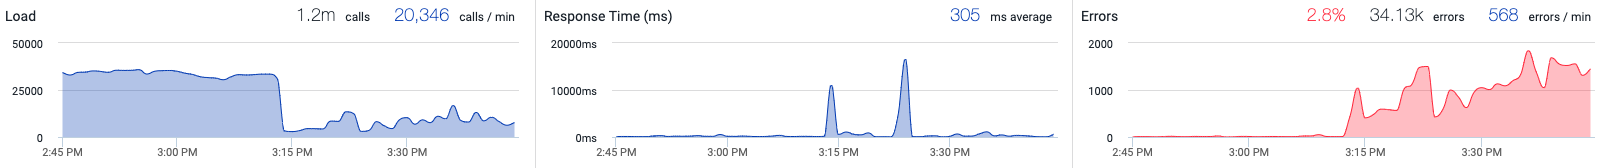 Load 1.2m calls 20,346 calls / min
50000
25000
0
2:45 PM 3:00 PM 3:15 PM 3:30 PM
Response Time (ms) 305 ms average
20000ms
10000ms
0ms
2:45 PM 3:00 PM 3:15 PM 3:30 PM
Errors 2.8% 34.13k errors 568 errors / min
2000
1000
0
2:45 PM 3:00 PM 3:15 PM 3:30 PM